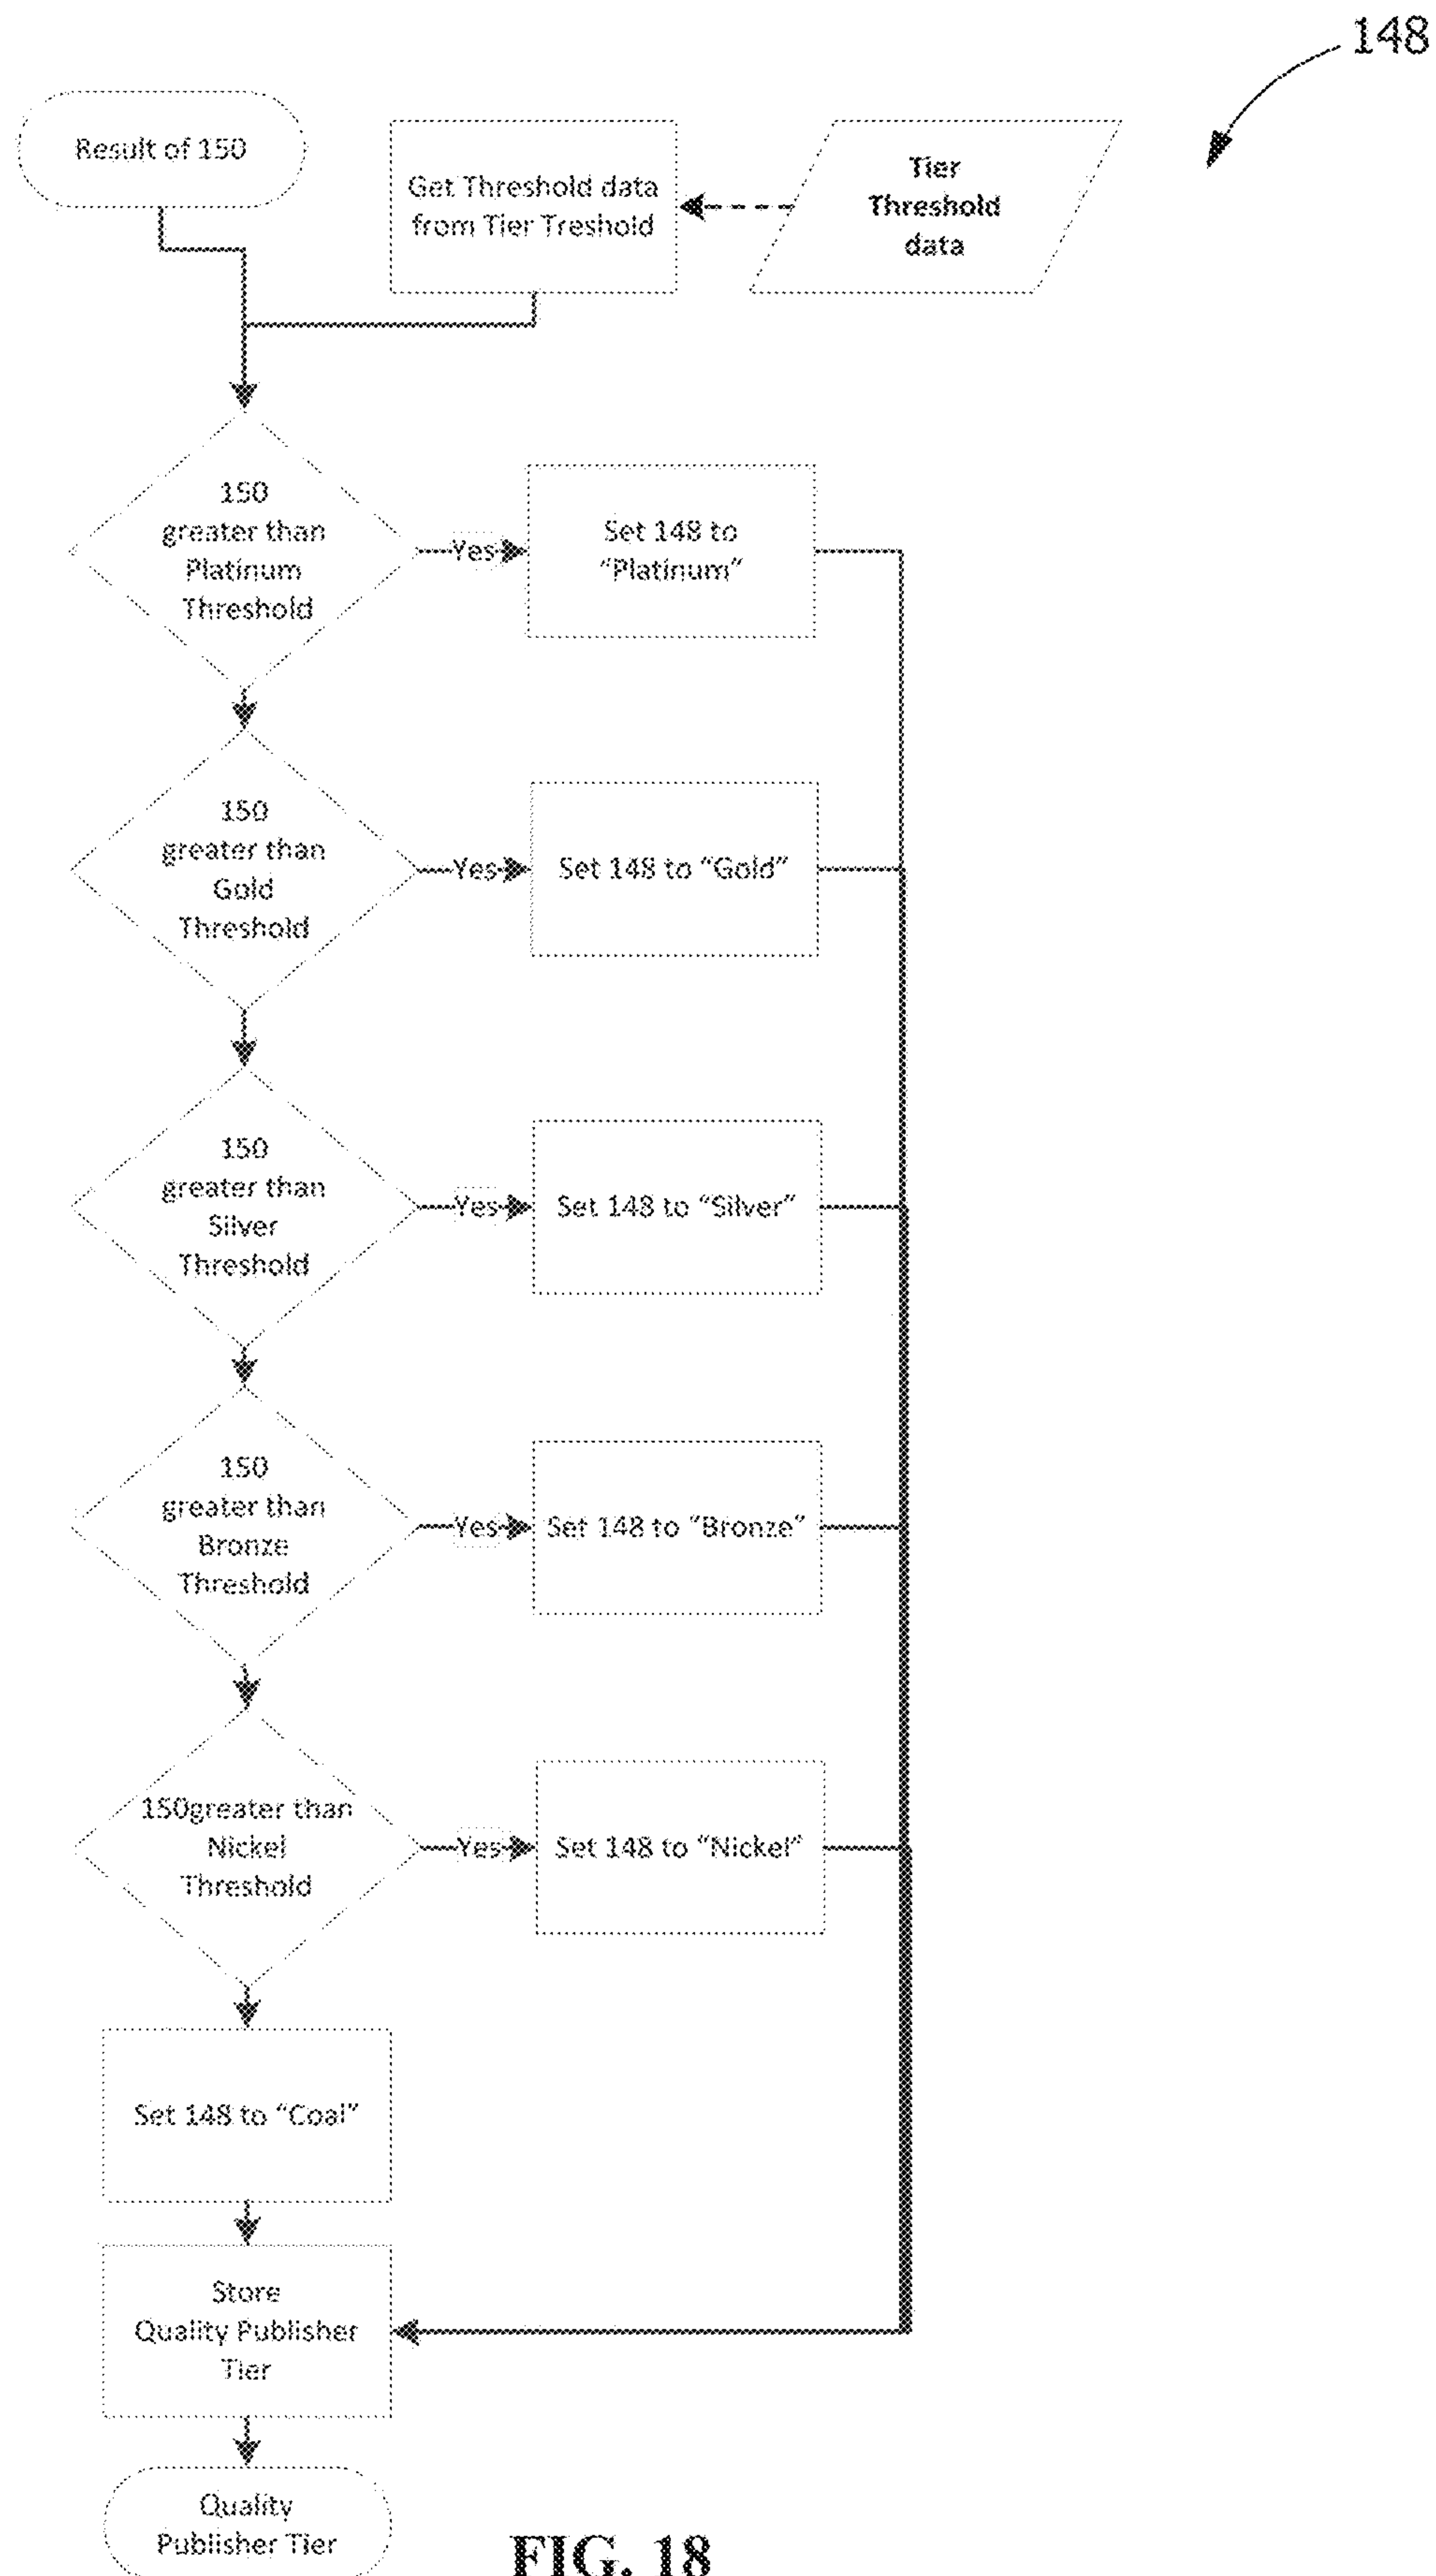 148
Result of 150
Get Threshold data
from Tier Treshold
Tier
Threshold
data
150
greater than
Platinum
Threshold
Yes
Set 148 to
“Platinum”
150
greater than
Gold
Threshold
Yes
Set 148 to “Gold”
150
greater than
Silver
Threshold
Yes
Set 148 to “Silver”
150
greater than
Bronze
Threshold
Yes
Set 148 to “Bronze”
150greater than
Nickel
Threshold
Yes
Set 148 to “Nickel”
Set 148 to “Coal”
Store
Quality Publisher
Tier
Quality
Publisher Tier
FIG. 18